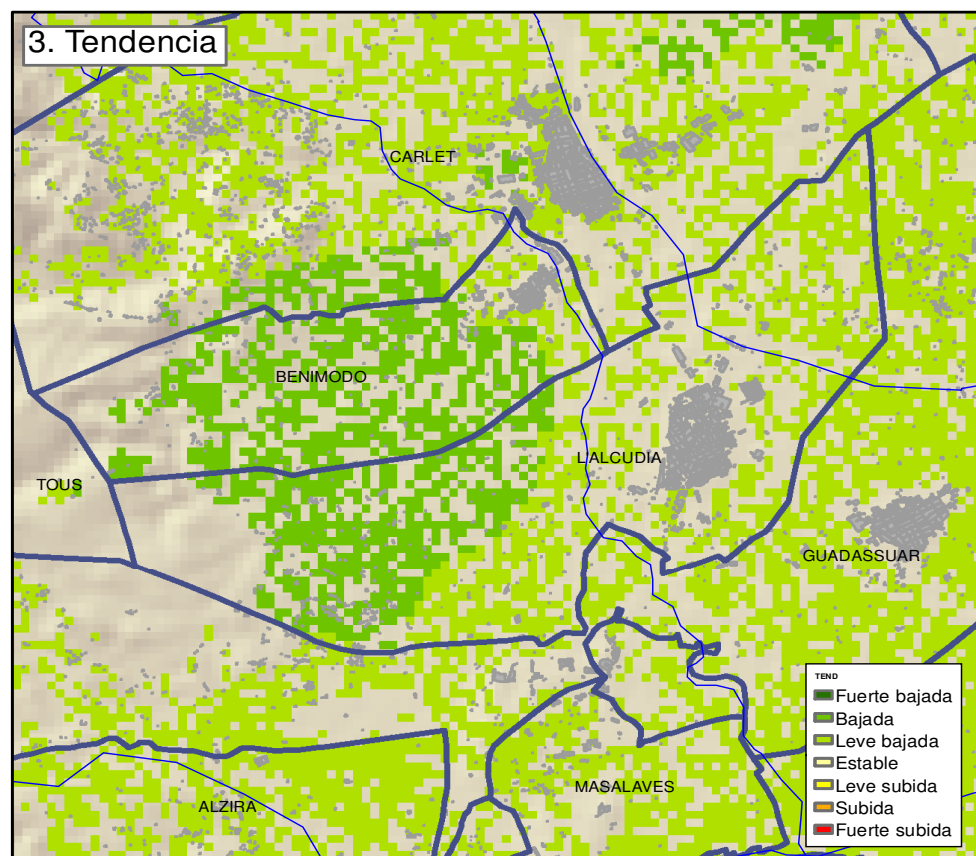 3. Tendencia
CARLET
BENIMODO
L'ALCUDIA
TOUS
GUADASSUAR
MASALAVES
ALZIRA
TEND
Fuerte bajada
Bajada
Leve bajada
Estable
Leve subida
Subida
Fuerte subida